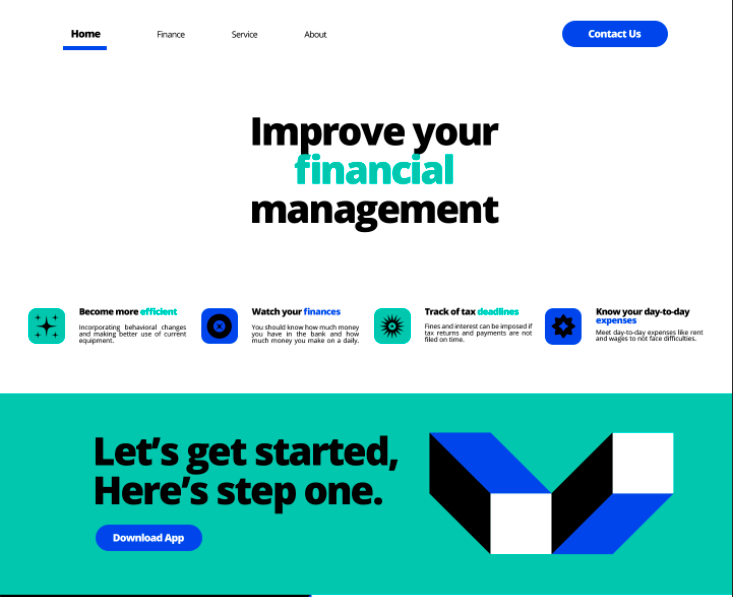 Home
Finance
Service
About
Contact Us
Improve your
financial
management
Become more efficient
Incorporating behavioral changes
and making better use of current
equipment.
Watch your finances
You should know how much money
you have in the bank and how
much money you make on a daily.
Track of tax deadlines
Fines and interest can be imposed if
tax returns and payments are not
filed on time.
Know your day-to-day
expenses
Meet day-to-day expenses like rent
and wages to not face difficulties.
Let’s get started,
Here’s step one.
Download App